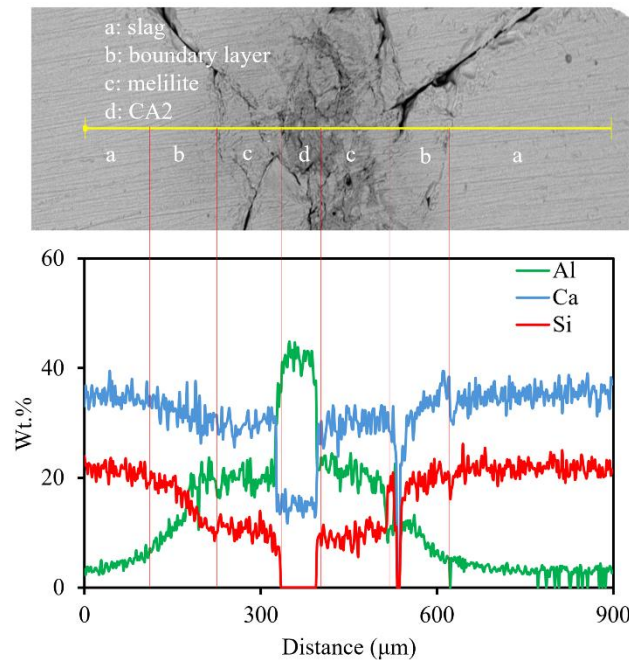 a: slag
b: boundary layer
c: melilite
d: CA2
a b c d c b a
60
40
20
0
Wt.%
Al
Ca
Si
0 300 600 900
Distance (μm)